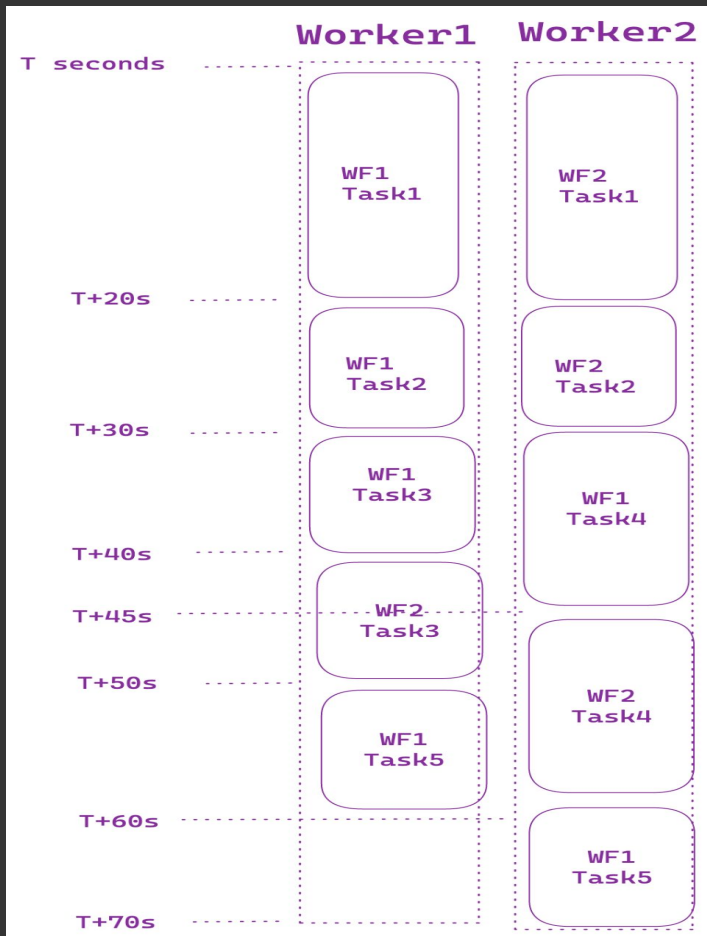 Worker1
Worker2
T seconds
WF1
Task1
WF2
Task1
T+20s
WF1
Task2
WF2
Task2
T+30s
WF1
Task3
WF1
Task4
T+40s
WF2
Task3
T+45s
T+50s
WF2
Task4
WF1
Task5
T+60s
WF1
Task5
T+70s